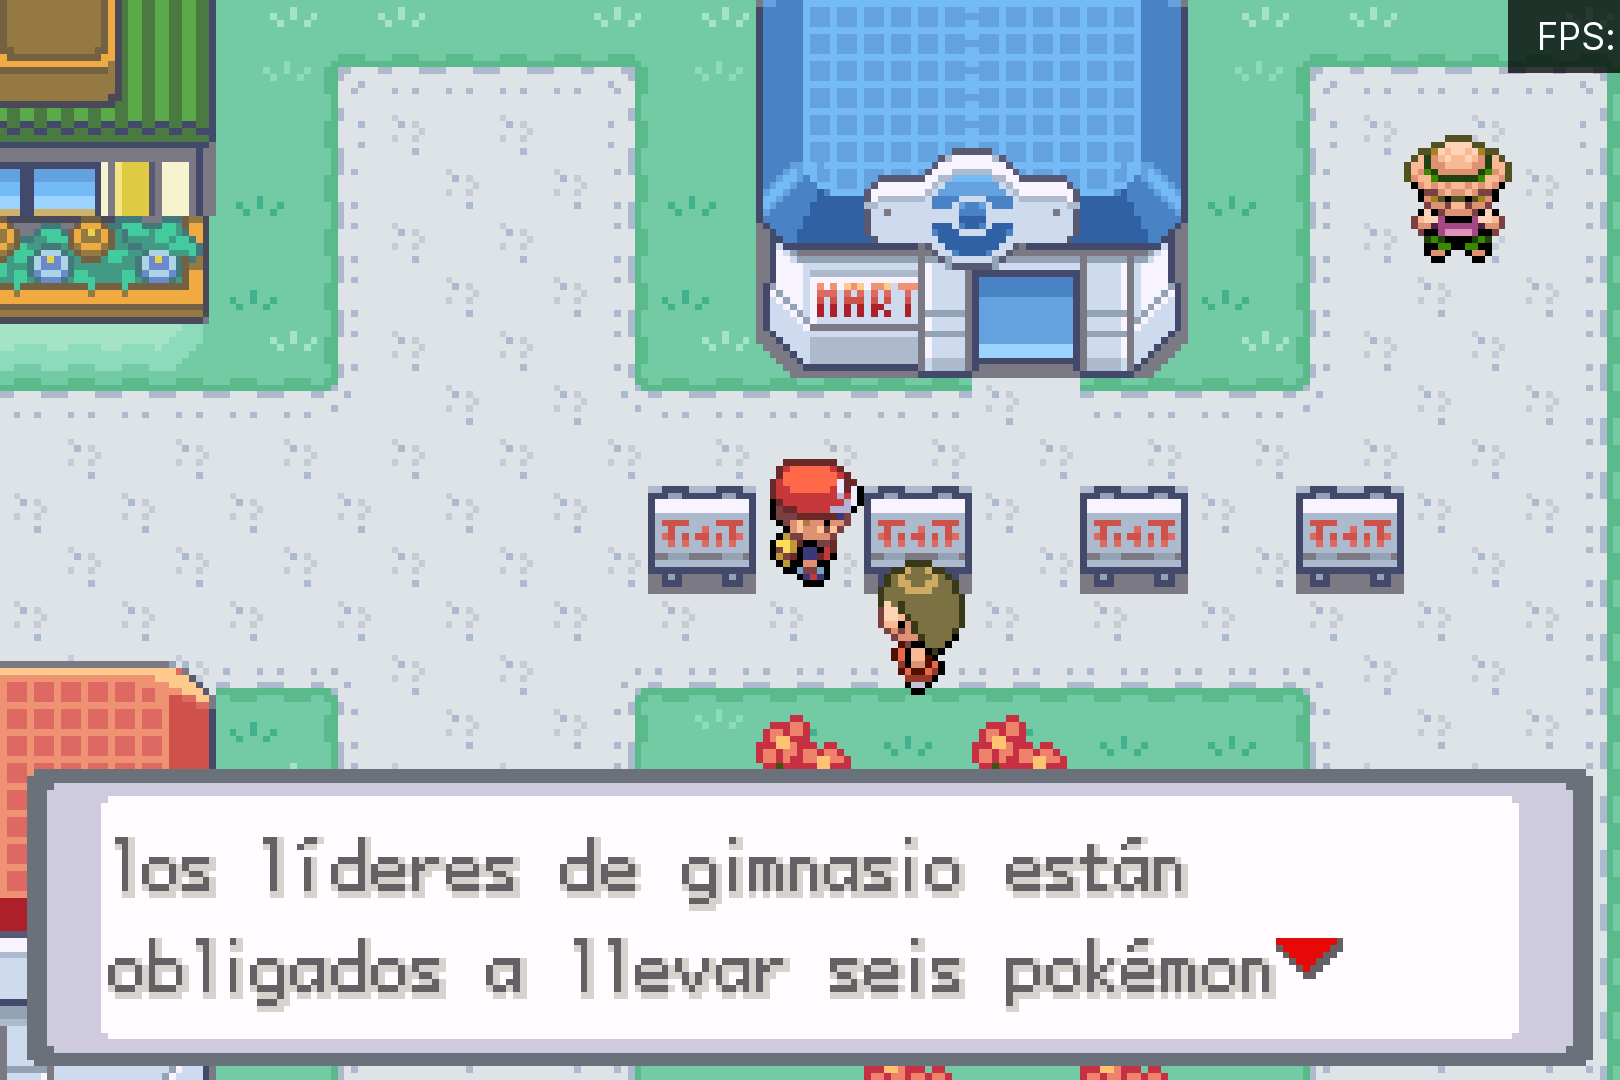 FPS:
MART
los líderes de gimnasio están
obligados a llevar seis pokémon